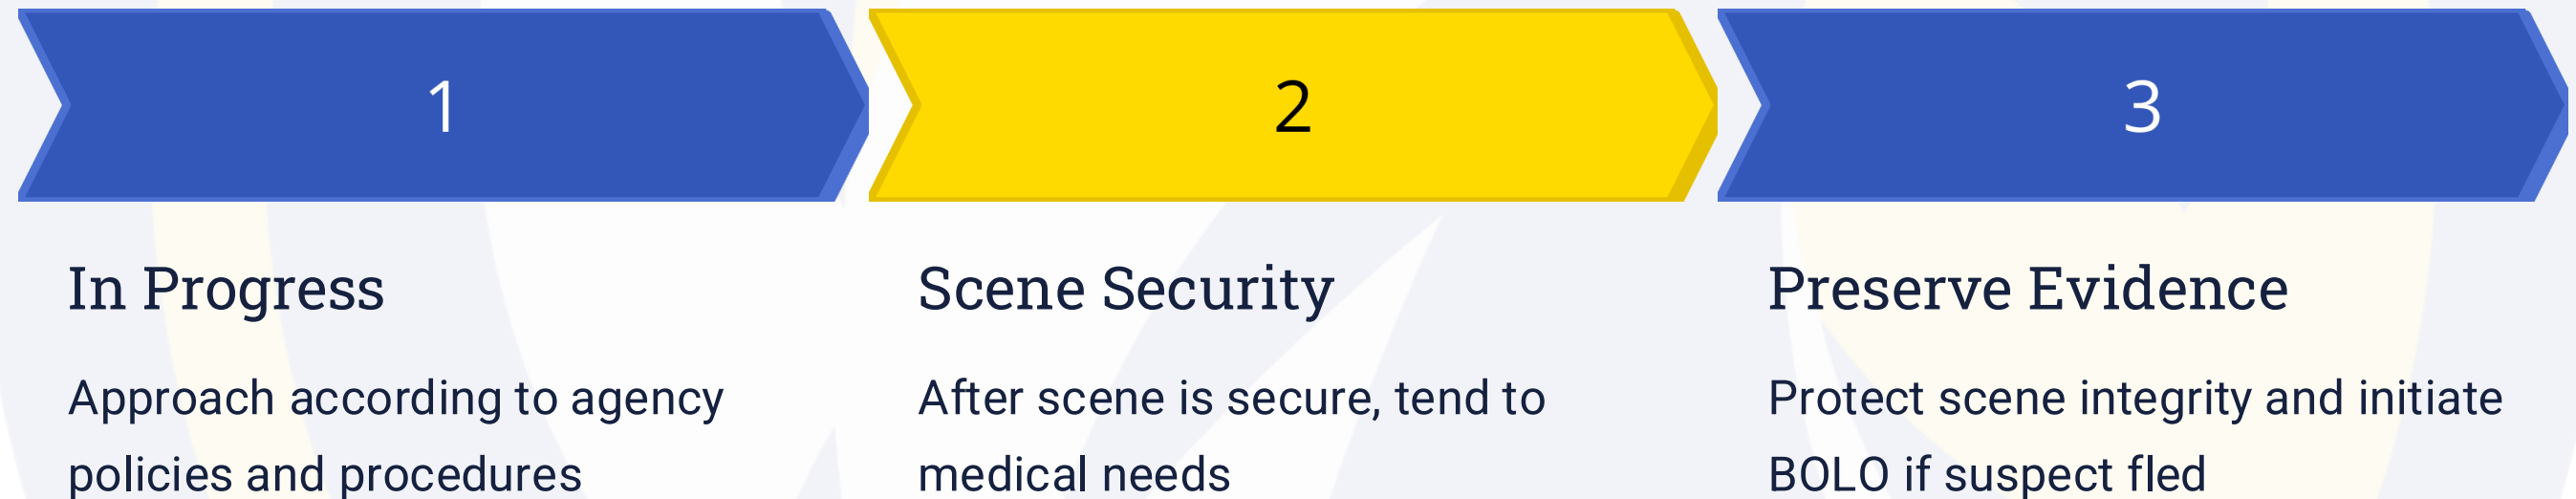 1
2
3
In Progress
Approach according to agency
policies and procedures
Scene Security
After scene is secure, tend to
medical needs
Preserve Evidence
Protect scene integrity and initiate
BOLO if suspect fled